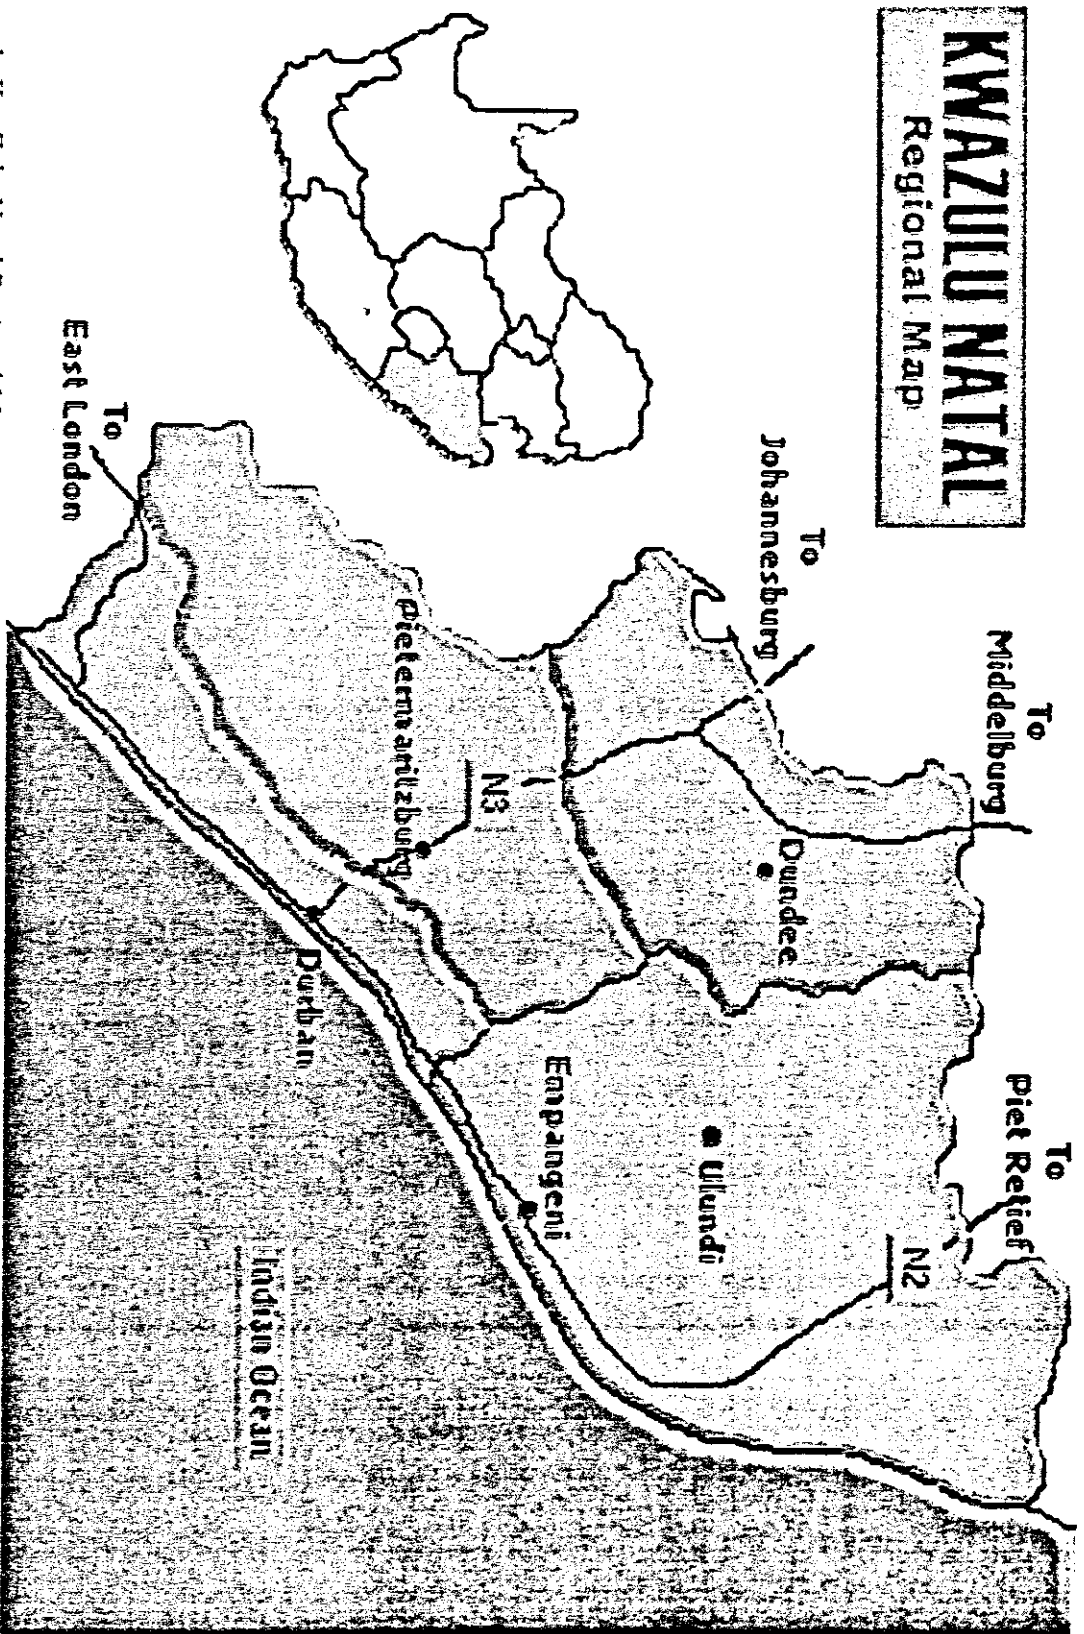 KWAZULU NATAL
Regional Map
To
Middelburg
To
Piet Retief
To
Johannesburg
N2
Dundee
Ulundi
N3
Empangeni
Pietermaritzburg
Durban
Indian Ocean
To
East London